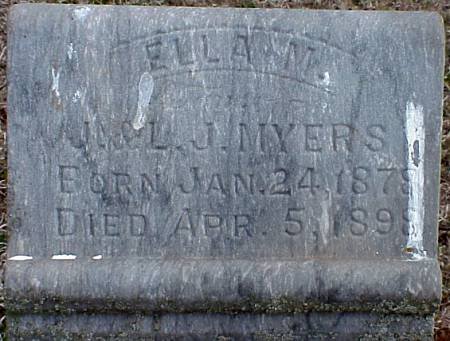 ELLA M.
J. & L. J. MYERS
BORN JAN. 24, 1878
DIED APR. 5, 1898